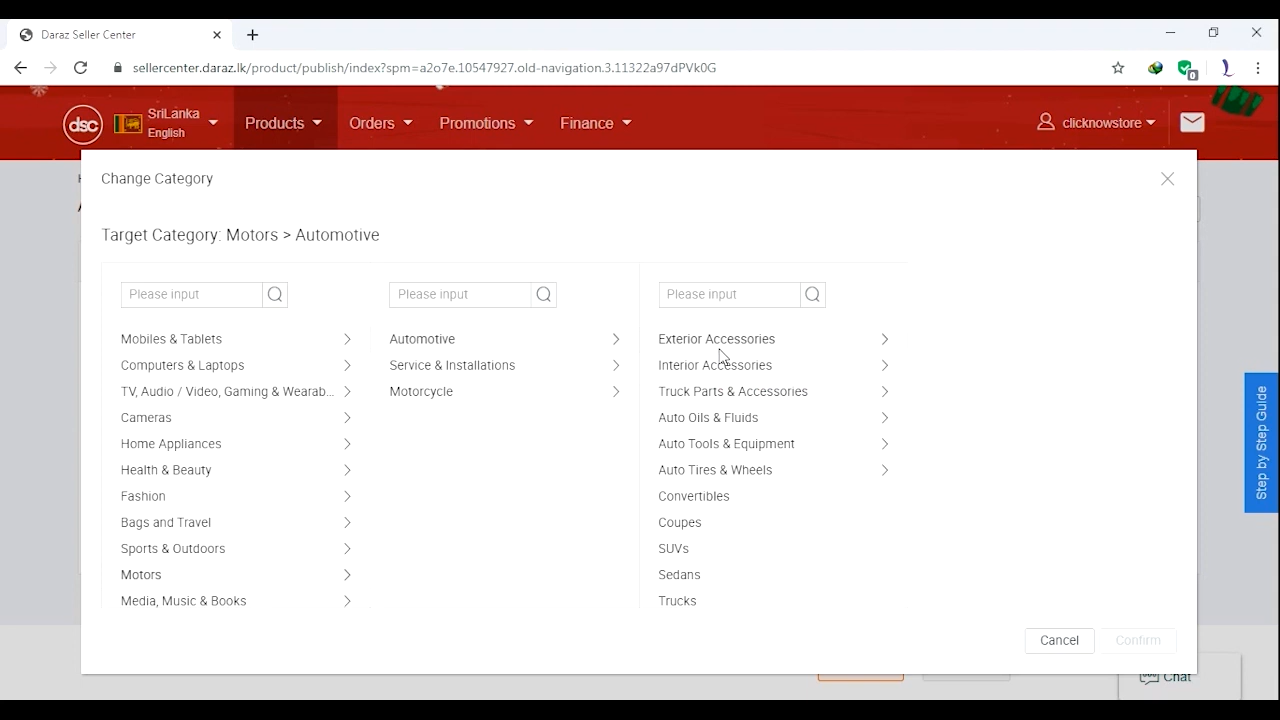 Daraz Seller Center
sellercenter.daraz.lk/product/publish/index?spm=a2o7e.10547927.old-navigation.3.11322a97dPVk0G
0
dsc
SriLanka
English
Products
Orders
Promotions
Finance
clicknowstore
Change Category
Target Category: Motors > Automotive
Please input
Please input
Please input
Mobiles & Tablets
Computers & Laptops
TV, Audio / Video, Gaming & Wearab...
Cameras
Home Appliances
Health & Beauty
Fashion
Bags and Travel
Sports & Outdoors
Motors
Media, Music & Books
Automotive
Service & Installations
Motorcycle
Exterior Accessories
Interior Accessories
Truck Parts & Accessories
Auto Oils & Fluids
Auto Tools & Equipment
Auto Tires & Wheels
Convertibles
Coupes
SUVs
Sedans
Trucks
Step by Step Guide
Cancel
Confirm
Chat